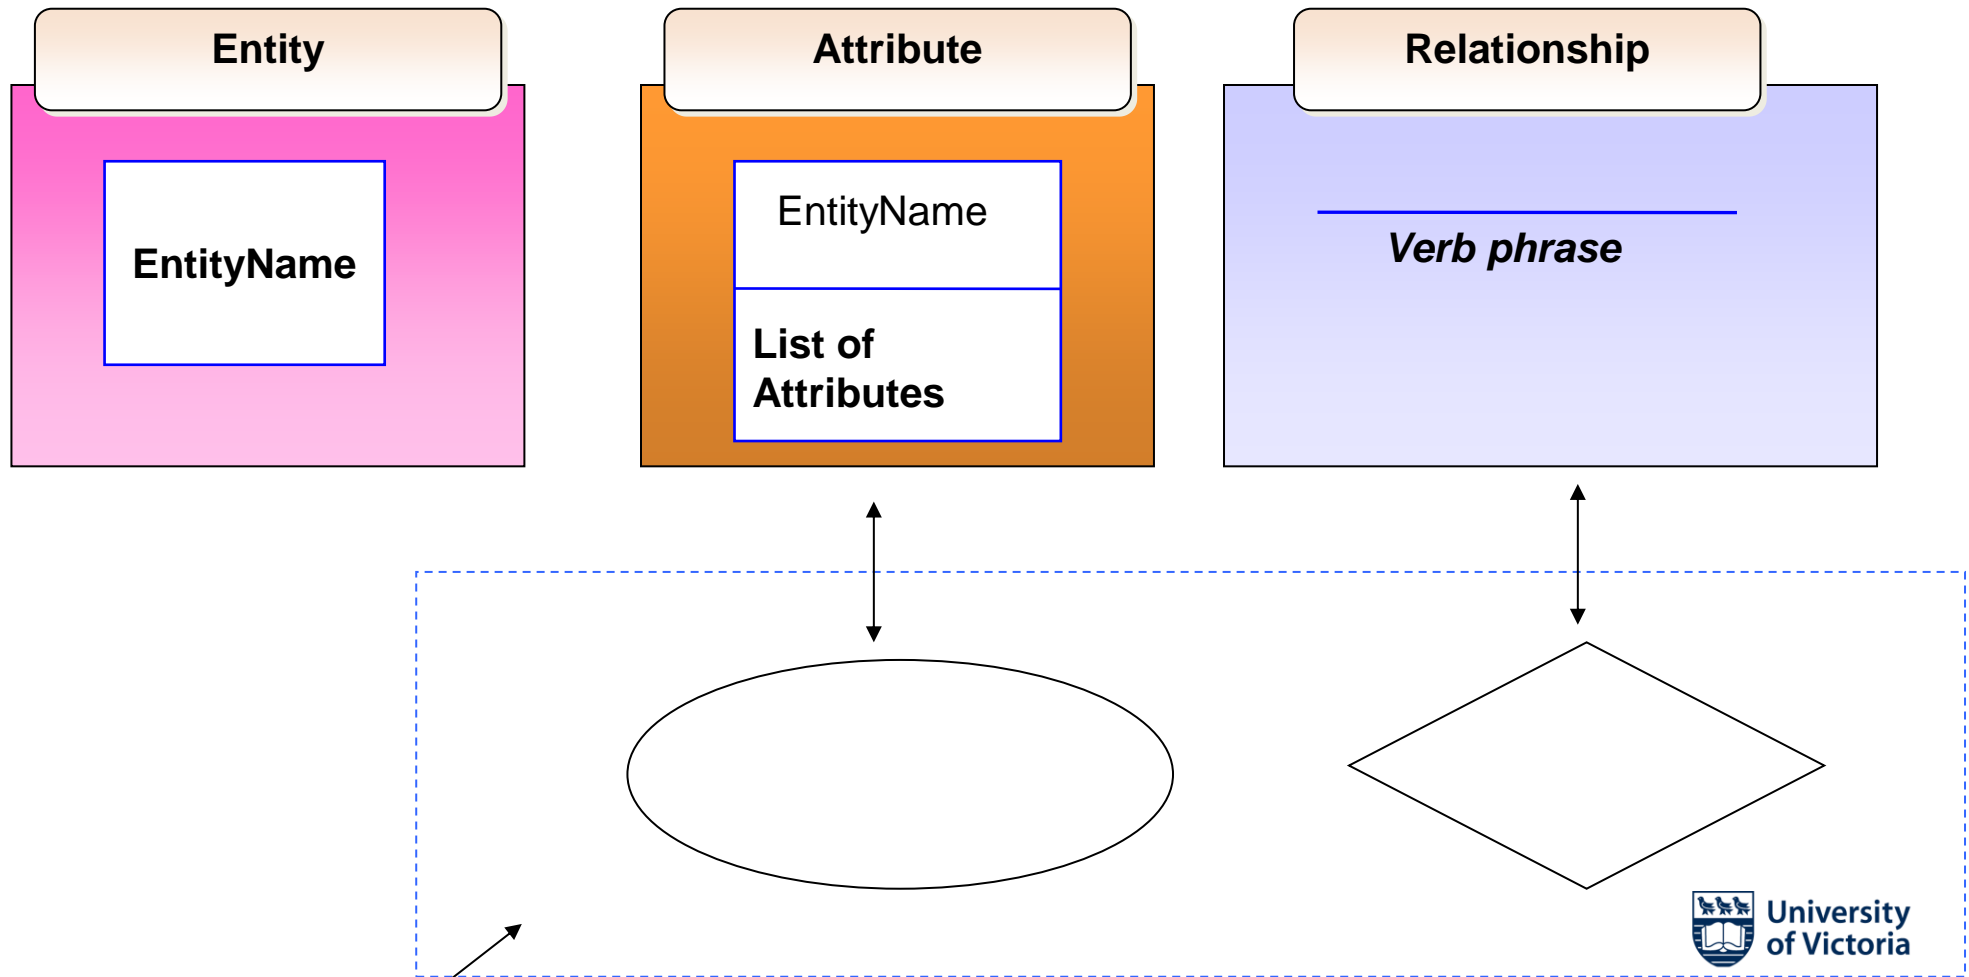 Entity
Attribute
Relationship
EntityName
EntityName
List of
Attributes
Verb phrase
University
of Victoria